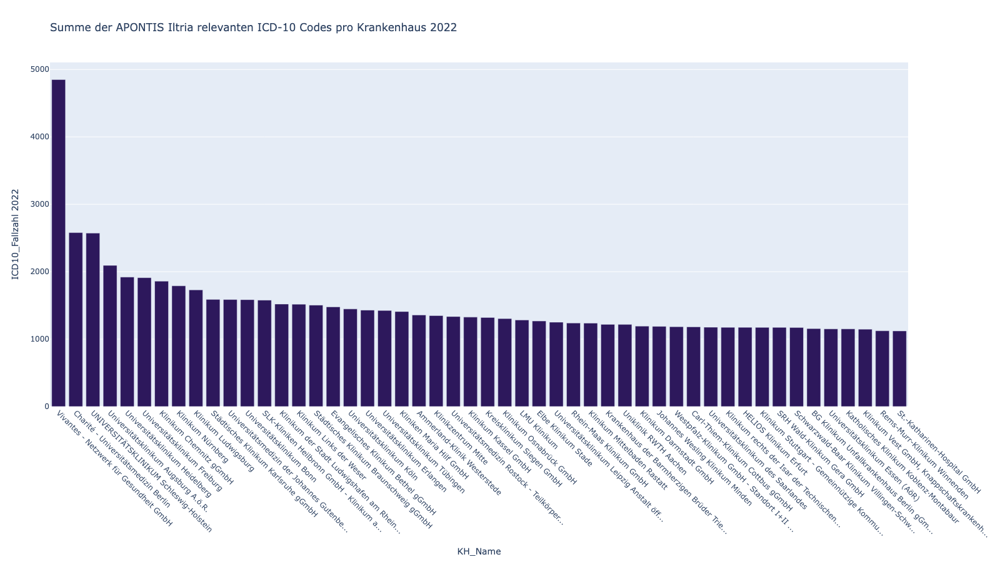 Summe der APONTIS Iltria relevanten ICD-10 Codes pro Krankenhaus 2022
5000
4000
3000
2000
1000
0
ICD10_Fallzahl 2022
Vivantes - Netzwerk für Gesundheit GmbH
Charité - Universitätsmedizin Berlin
UNIVERSITÄTSKLINIKUM Schleswig-Holstein
Universitätsklinikum Augsburg A.ö.R.
Universitätsklinikum Heidelberg
Universitätsklinikum Freiburg
Klinikum Chemnitz gGmbH
Klinikum Nürnberg
Klinikum Ludwigsburg
Städtisches Klinikum Karlsruhe gGmbH
Universitätsmedizin der Johannes Gutenbe...
Universitätsklinikum Bonn
SLK-Kliniken Heilbronn GmbH - Klinikum a...
Klinikum der Stadt Ludwigshafen am Rhein...
Klinikum Links der Weser
Städtisches Klinikum Braunschweig gGmbH
Evangelisches Klinikum Bethel gGmbH
Universitätsklinikum Köln
Universitätsklinikum Erlangen
Universitätsklinikum Tübingen
Kliniken Maria Hilf GmbH
Ammerland-Klinik Westerstede
Klinikzentrum Mitte
Universitätsmedizin Rostock - Teilkörper...
Klinikum Kassel GmbH
Kreisklinikum Siegen GmbH
Klinikum Osnabrück GmbH
LMU Klinikum
Elbe Klinikum Stade
Universitätsklinikum Leipzig Anstalt öff...
Rhein-Maas Klinikum GmbH
Klinikum Mittelbaden Rastatt
Krankenhaus der Barmherzigen Brüder Trie...
Uniklinik RWTH Aachen
Klinikum Darmstadt GmbH
Johannes Wesling Klinikum Minden
Westpfalz-Klinikum GmbH - Standort I+II ...
Carl-Thiem-Klinikum Cottbus gGmbH
Universitätsklinikum des Saarlandes
Klinikum rechts der Isar der Technischen...
HELIOS Klinikum Erfurt
Klinikum Stuttgart - Gemeinnützige Kommu...
SRH Wald-Klinikum Gera GmbH
Schwarzwald-Baar Klinikum Villingen-Schw...
BG Klinikum Unfallkrankenhaus Berlin gGm...
Universitätsklinikum Essen (AöR)
Katholisches Klinikum Koblenz-Montabaur
Klinikum Vest GmbH, Knappschaftskrankenh...
Rems-Murr-Klinikum Winnenden
St.-Katharinen-Hospital GmbH
KH_Name